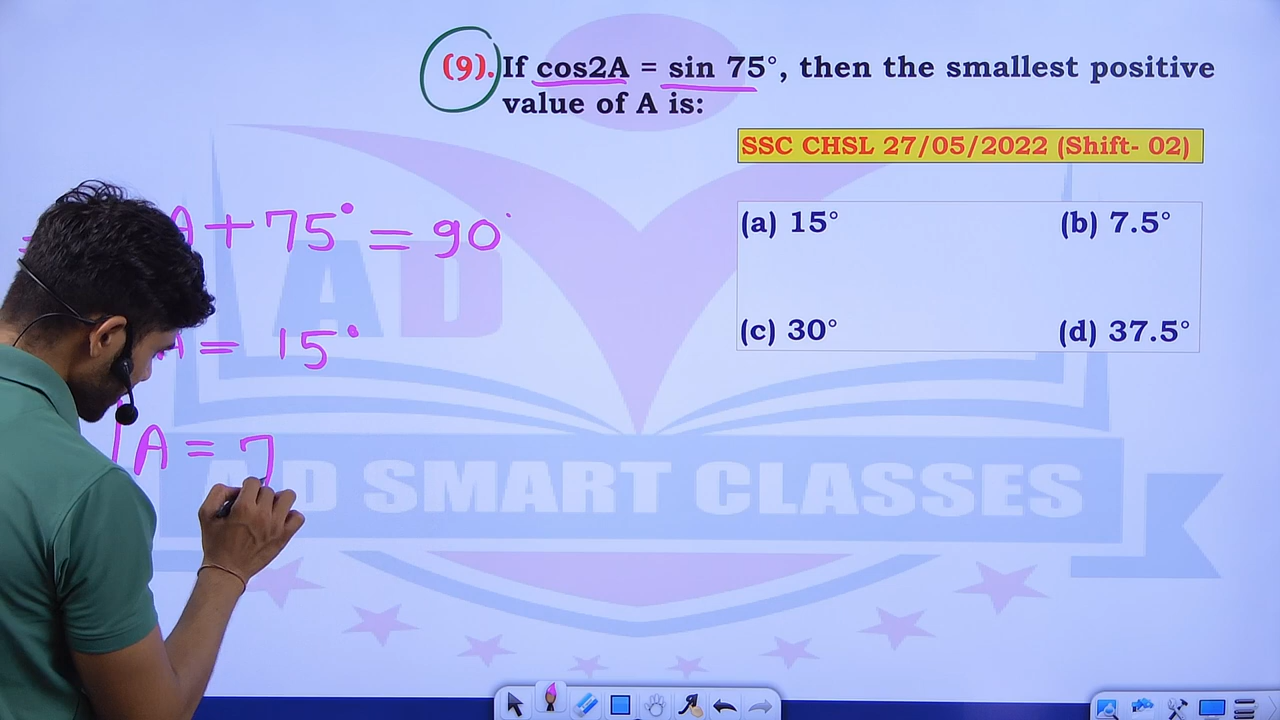 (9). If cos2A = sin 75°, then the smallest positive
value of A is:
SSC CHSL 27/05/2022 (Shift- 02)
(a) 15° (b) 7.5°
(c) 30° (d) 37.5°
A + 75° = 90°
A = 15°
A = 7
AD
AD SMART CLASSES